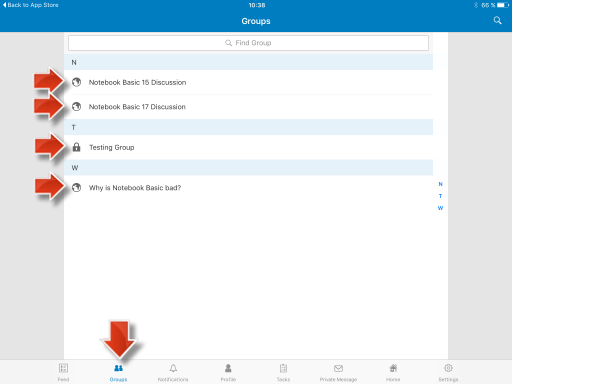 Back to App Store
10:38
66 %
Groups
Find Group
N
Notebook Basic 15 Discussion
Notebook Basic 17 Discussion
T
Testing Group
W
Why is Notebook Basic bad?
N
T
W
Feed
Groups
Notifications
Profile
Tasks
Private Message
Home
Settings